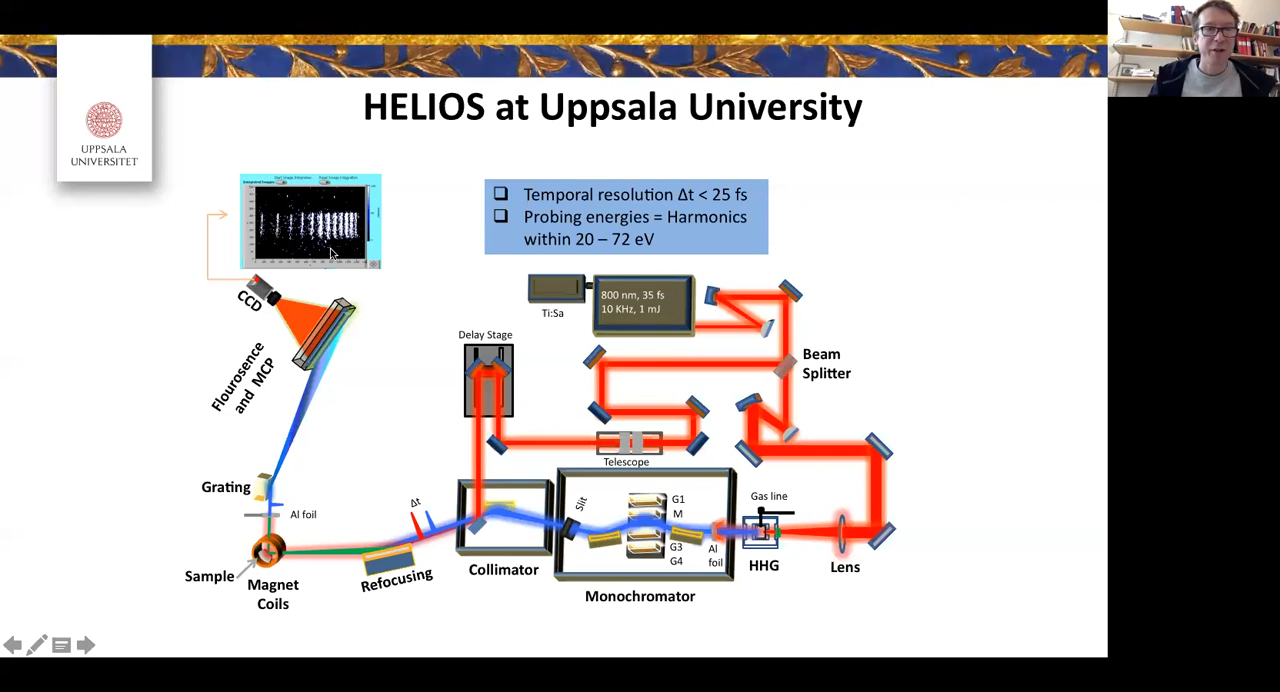 HELIOS at Uppsala University
UPPSALA
UNIVERSITET
Temporal resolution Δt < 25 fs
Probing energies = Harmonics
within 20 – 72 eV
CCD
Flourosence
and MCP
Ti:Sa
800 nm, 35 fs
10 KHz, 1 mJ
Delay Stage
Beam
Splitter
Telescope
Grating
Al foil
Δt
Slit
G1
M
G3
G4
Al
foil
Gas line
HHG
Lens
Sample
Magnet
Coils
Refocusing
Collimator
Monochromator